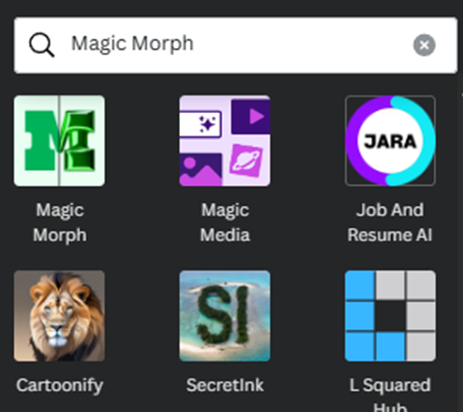 Magic Morph
M
JARA
Magic
Morph
Magic
Media
Job And
Resume AI
SI
Cartoonify
SecretInk
L Squared
Hub